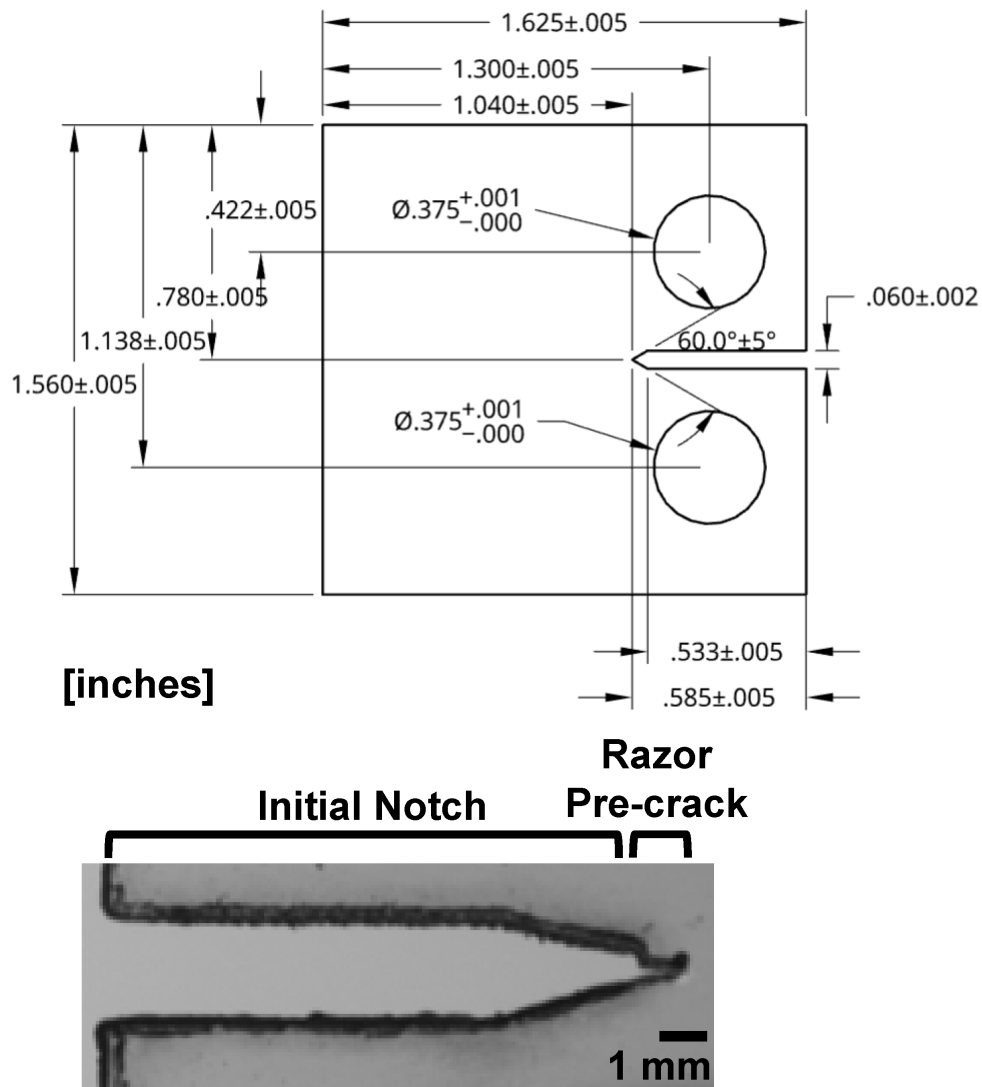 1.625±.005
1.300±.005
1.040±.005
.422±.005
Ø.375+.001
−.000
.780±.005
.060±.002
1.138±.005
60.0°±5°
1.560±.005
Ø.375+.001
−.000
.533±.005
[inches]
.585±.005
Razor
Pre-crack
Initial Notch
1 mm